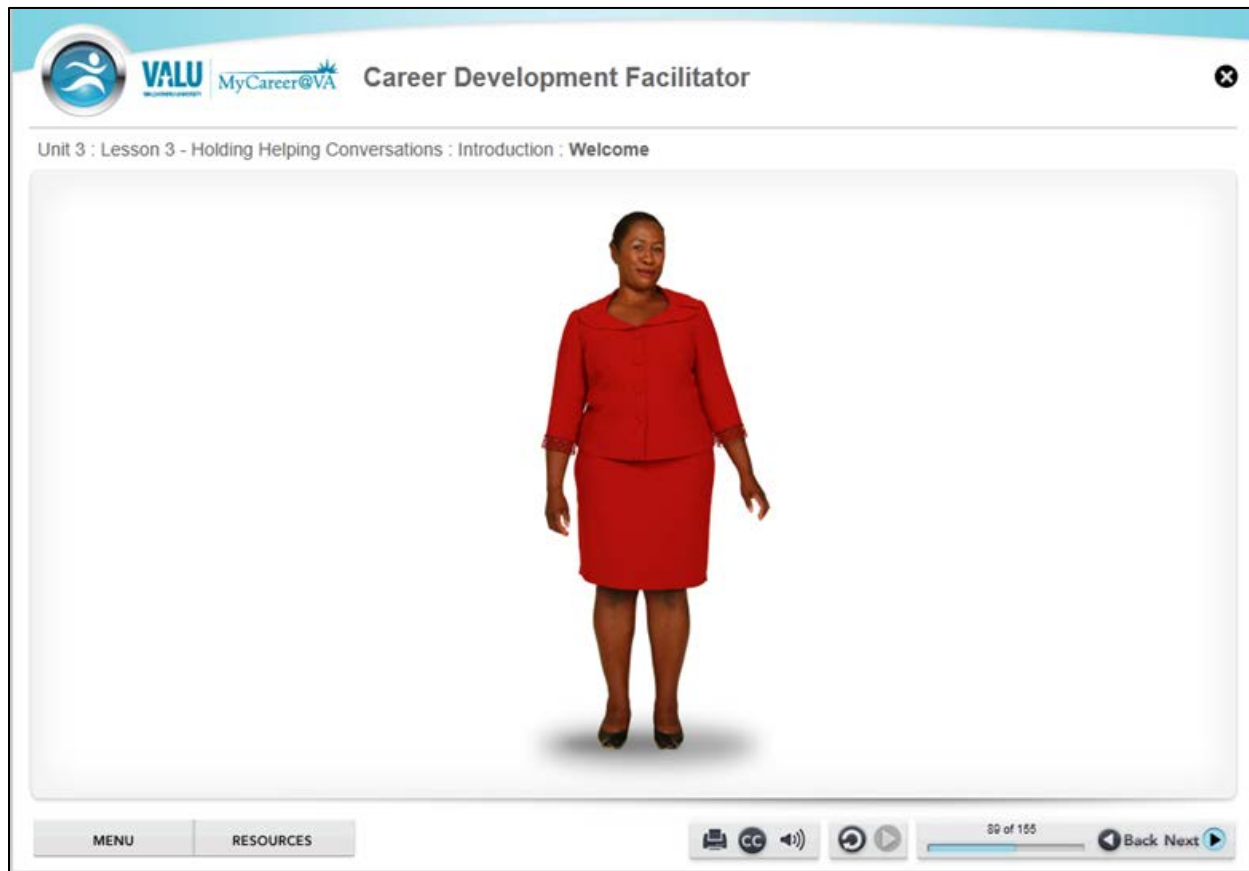 VALU MyCareer@VA Career Development Facilitator
Unit 3 : Lesson 3 - Holding Helping Conversations : Introduction : Welcome
MENU RESOURCES CC 89 of 155 Back Next